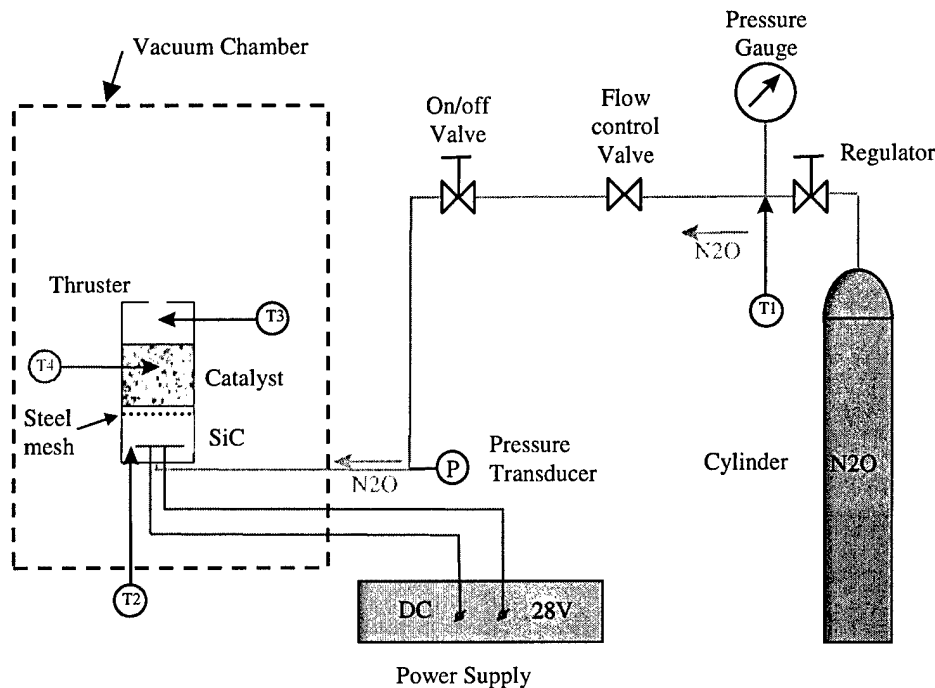 Pressure
Gauge
Vacuum Chamber
On/off
Valve
Flow
control
Valve
Regulator
N2O
T1
Thruster
T3
T4
Catalyst
Steel
mesh
SiC
N2O
P
Pressure
Transducer
Cylinder
N2O
T2
DC
28V
Power Supply